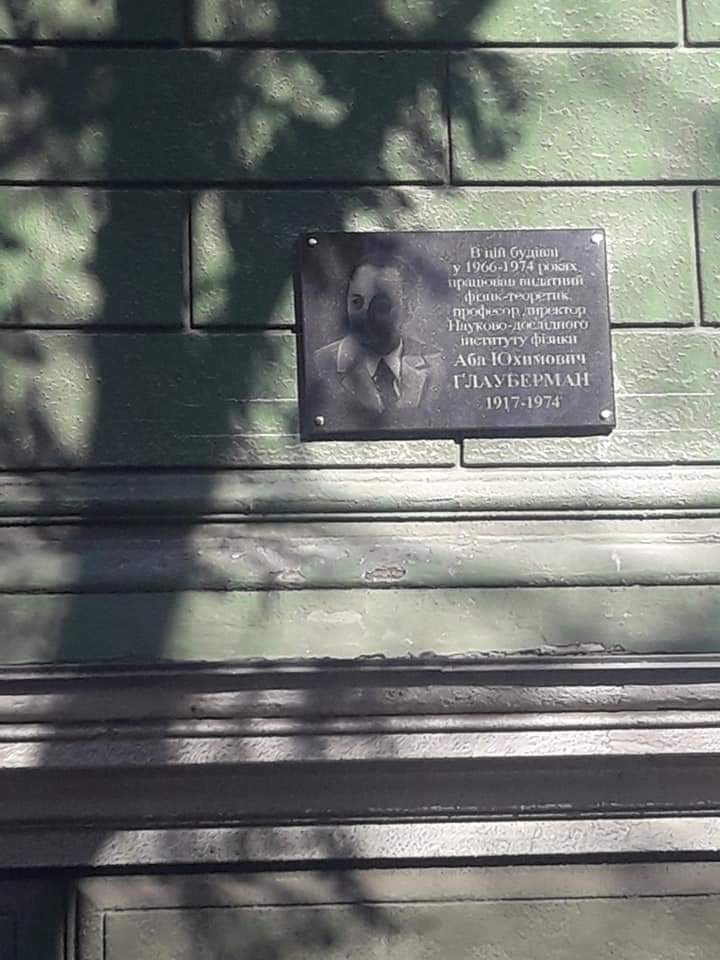 В цій будівлі
у 1966-1974 роках
працював видатний
фізик-теоретик,
професор, директор
Науково-дослідного
інституту фізики
Аба Юхимович
ҐЛАУБЕРМАН
1917-1974